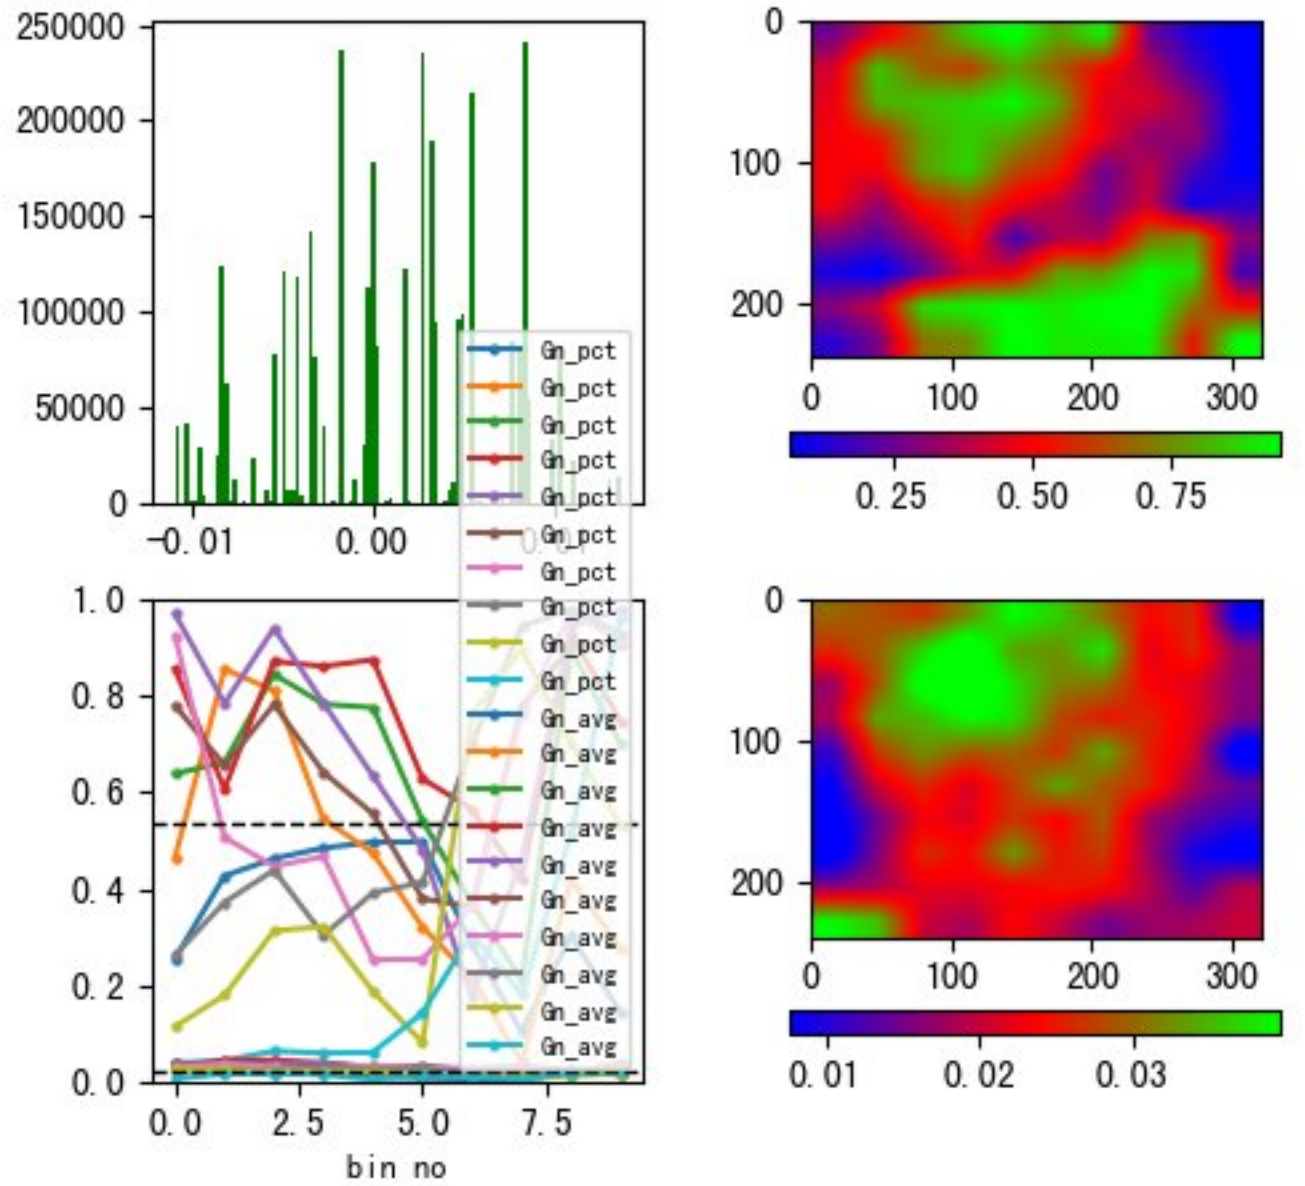 250000
200000
150000
100000
50000
0
−0.01
0.00
0
100
200
0
100
200
300
0.25
0.50
0.75
Gn_pct
Gn_pct
Gn_pct
Gn_pct
Gn_pct
Gn_pct
Gn_pct
Gn_pct
Gn_pct
Gn_pct
Gn_avg
Gn_avg
Gn_avg
Gn_avg
Gn_avg
Gn_avg
Gn_avg
Gn_avg
Gn_avg
Gn_avg
1.0
0.8
0.6
0.4
0.2
0.0
0.0
2.5
5.0
7.5
bin no
0
100
200
0
100
200
300
0.01
0.02
0.03